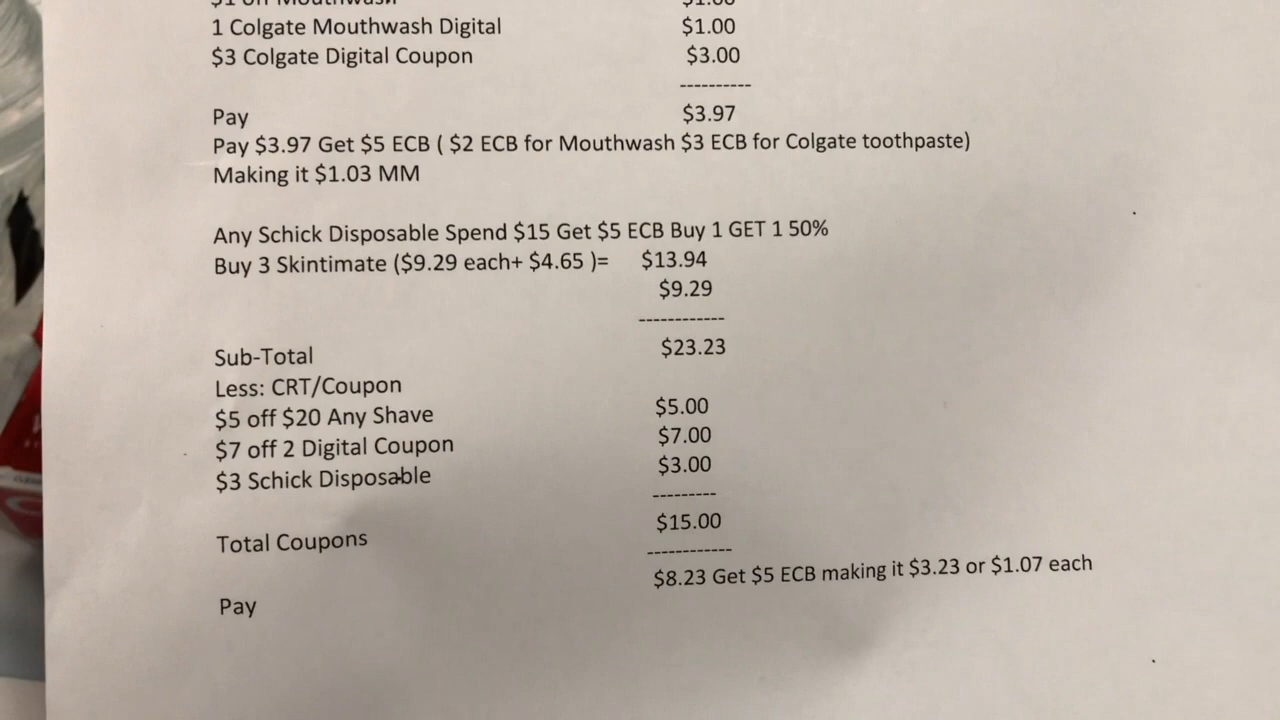 $1 off Mouthwash $1.00
1 Colgate Mouthwash Digital $1.00
$3 Colgate Digital Coupon $3.00
----------
Pay $3.97
Pay $3.97 Get $5 ECB ( $2 ECB for Mouthwash $3 ECB for Colgate toothpaste)
Making it $1.03 MM
Any Schick Disposable Spend $15 Get $5 ECB Buy 1 GET 1 50%
Buy 3 Skintimate ($9.29 each+ $4.65 )= $13.94
$9.29
------------
Sub-Total $23.23
Less: CRT/Coupon
$5 off $20 Any Shave $5.00
$7 off 2 Digital Coupon $7.00
$3 Schick Disposable $3.00
---------
Total Coupons $15.00
------------
$8.23 Get $5 ECB making it $3.23 or $1.07 each
Pay